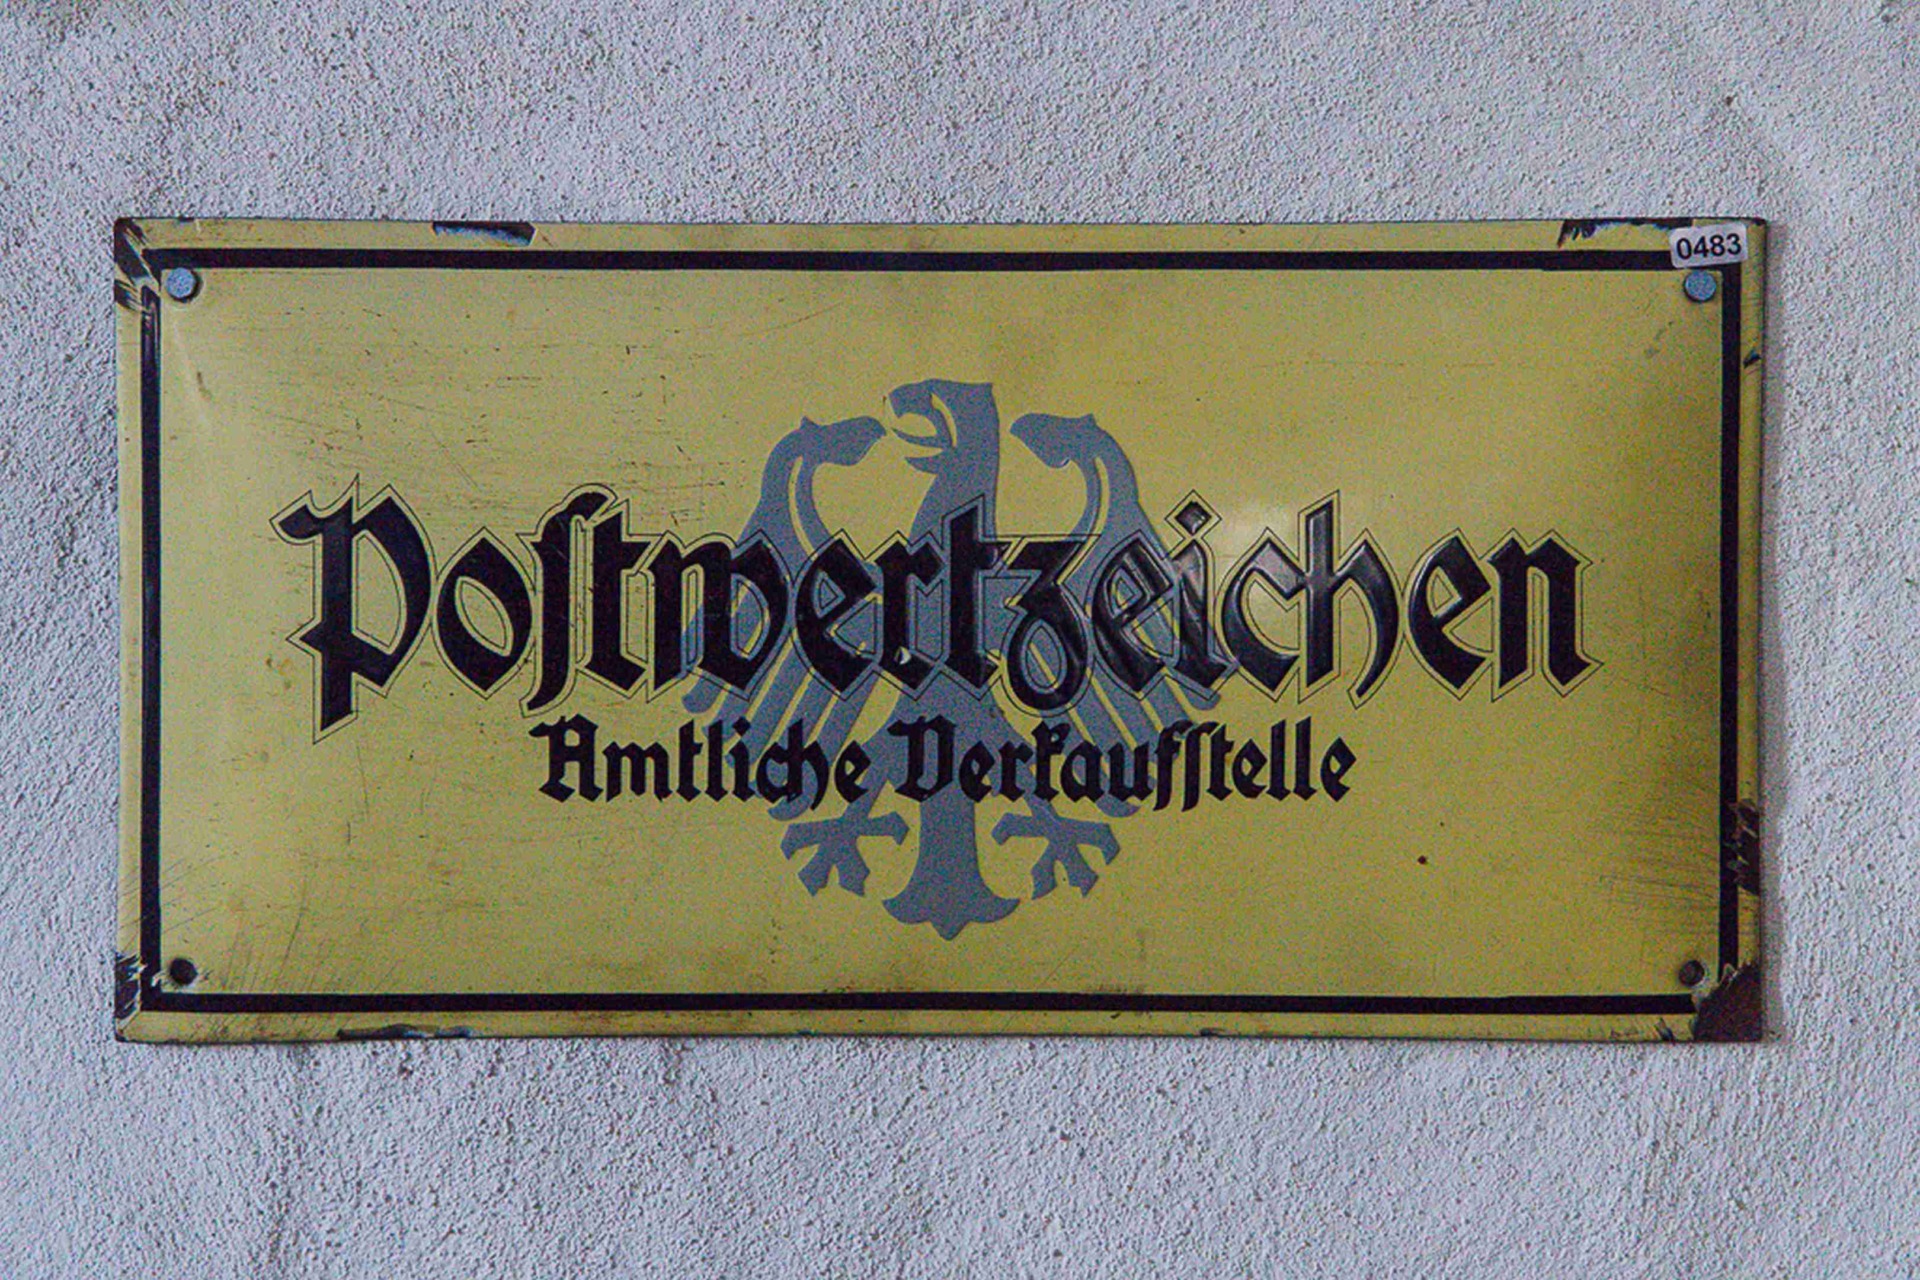 0483
Poſtwertzeichen
Amtliche Verkaufſſtelle